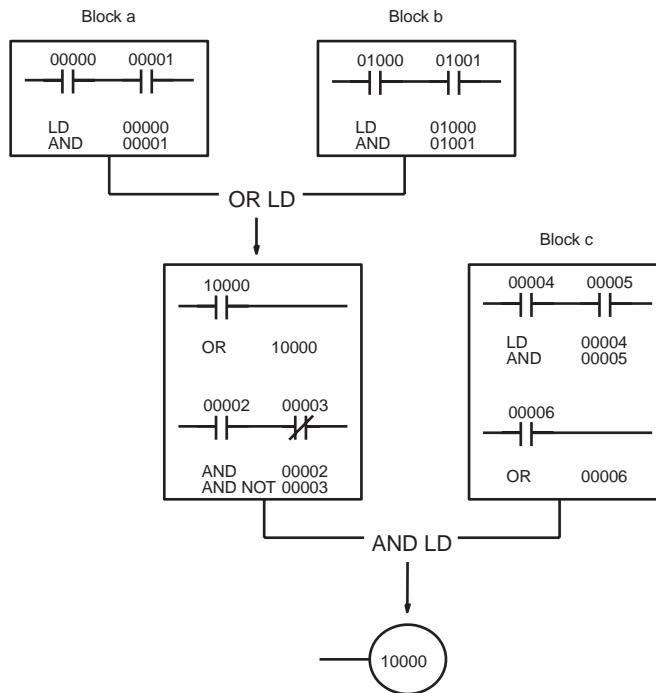 Block a
Block b
00000 00001
01000 01001
LD 00000
AND 00001
LD 01000
AND 01001
OR LD
Block c
10000
OR 10000
00002 00003
AND 00002
AND NOT 00003
00004 00005
LD 00004
AND 00005
00006
OR 00006
AND LD
10000